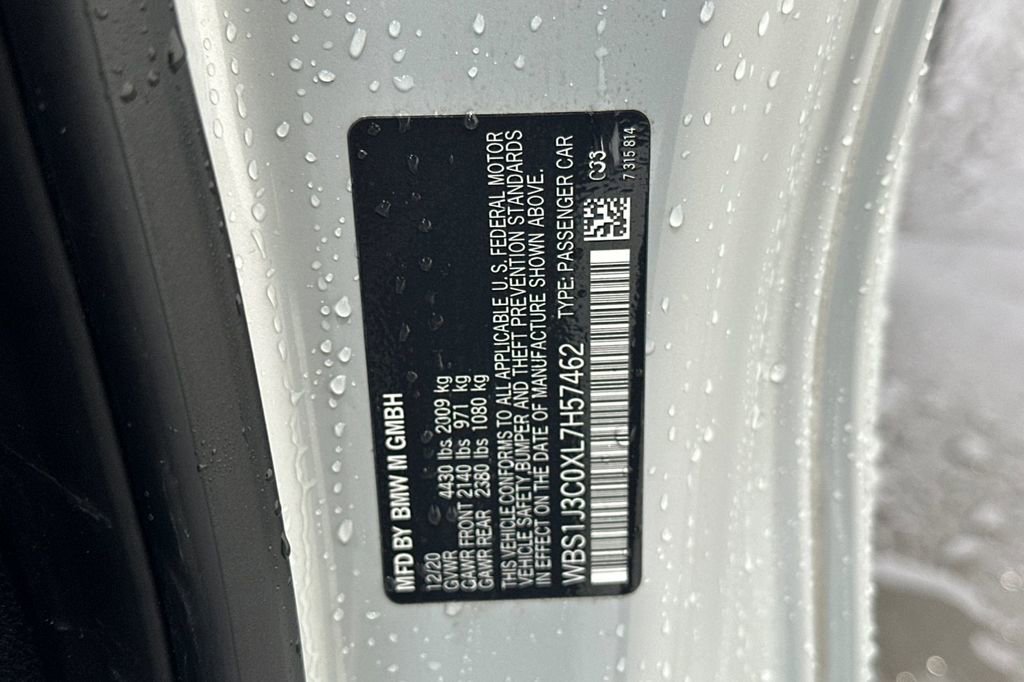 MFD BY BMW M GMBH
12/20
GVWR 4430 lbs 2009 kg
GAWR FRONT 2140 lbs 971 kg
GAWR REAR 2380 lbs 1080 kg
THIS VEHICLE CONFORMS TO ALL APPLICABLE U.S. FEDERAL MOTOR
VEHICLE SAFETY, BUMPER AND THEFT PREVENTION STANDARDS
IN EFFECT ON THE DATE OF MANUFACTURE SHOWN ABOVE.
WBS1J3C0XL7H57462 TYPE: PASSENGER CAR
C33
7 315 814